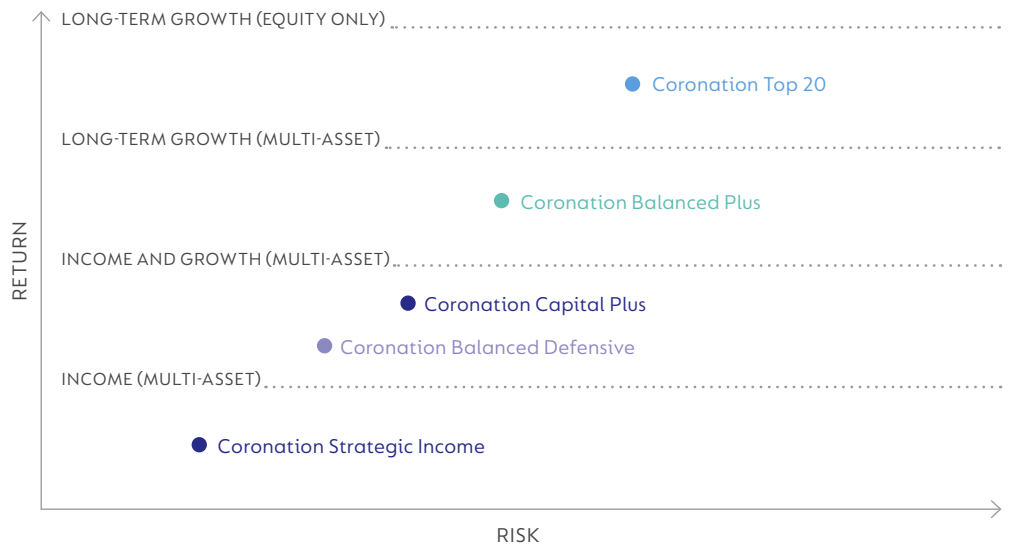 LONG-TERM GROWTH (EQUITY ONLY)
Coronation Top 20
LONG-TERM GROWTH (MULTI-ASSET)
Coronation Balanced Plus
INCOME AND GROWTH (MULTI-ASSET)
Coronation Capital Plus
Coronation Balanced Defensive
INCOME (MULTI-ASSET)
Coronation Strategic Income
RETURN
RISK